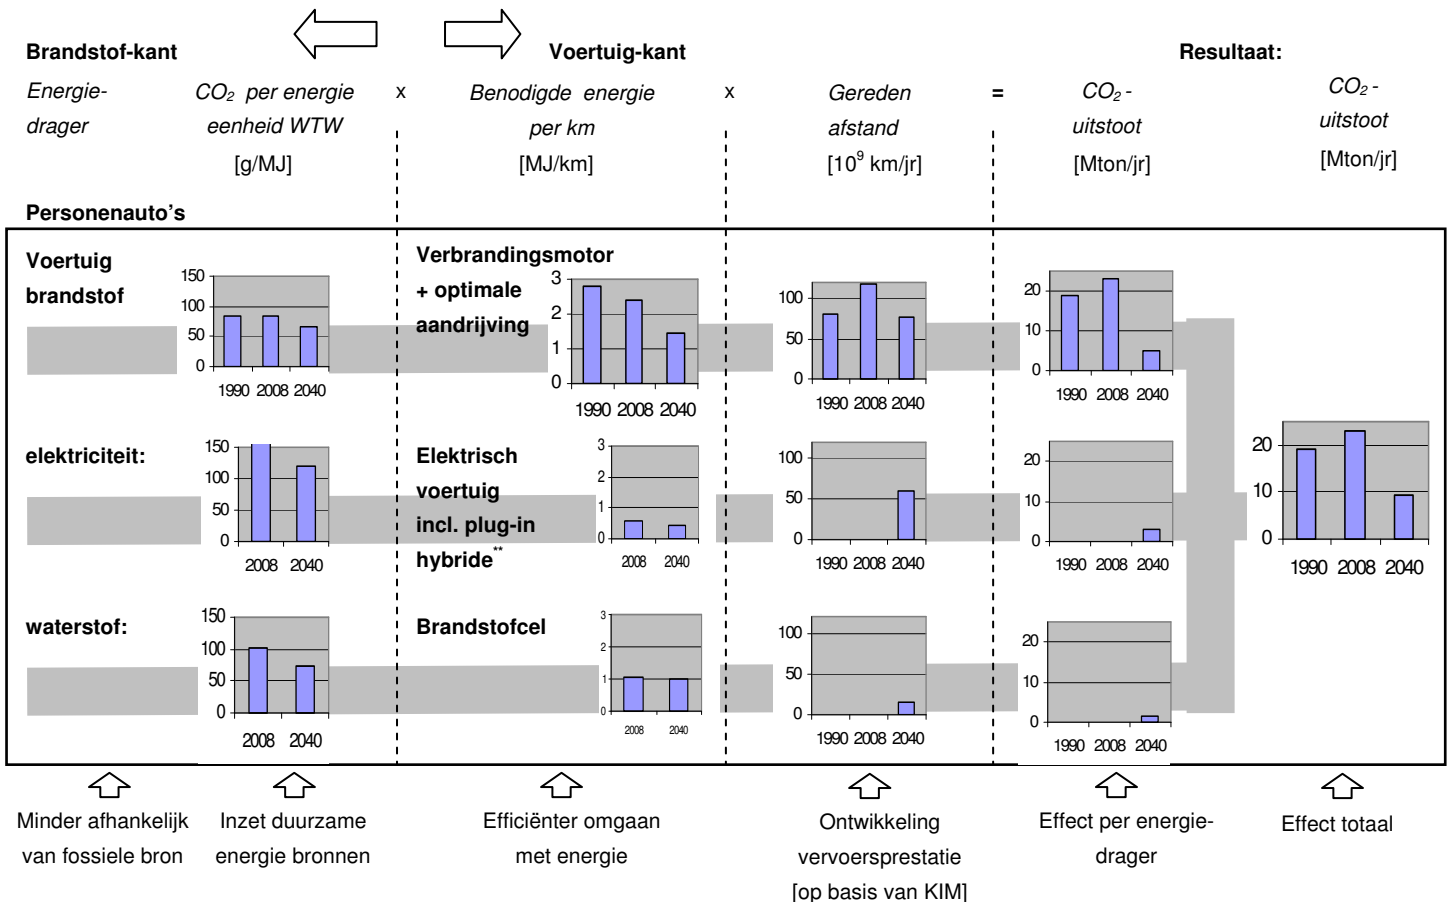 Brandstof-kant Voertuig-kant Resultaat:
Energie- CO2 per energie x Benodigde energie x Gereden = CO2 - CO2 -
drager eenheid WTW per km afstand uitstoot uitstoot
[g/MJ] [MJ/km] [10^9 km/jr] [Mton/jr] [Mton/jr]
Personenauto's
Voertuig
brandstof
150
100
50
0
1990 2008 2040
Verbrandingsmotor
+ optimale
aandrijving
3
2
1
0
1990 2008 2040
100
50
0
1990 2008 2040
20
10
0
1990 2008 2040
elektriciteit:
150
100
50
0
2008 2040
Elektrisch
voertuig
incl. plug-in
hybride**
3
2
1
0
2008 2040
100
50
0
1990 2008 2040
20
10
0
1990 2008 2040
20
10
0
1990 2008 2040
waterstof:
150
100
50
0
2008 2040
Brandstofcel
3
2
1
0
2008 2040
100
50
0
1990 2008 2040
20
10
0
1990 2008 2040
Minder afhankelijk
van fossiele bron
Inzet duurzame
energie bronnen
Efficiënter omgaan
met energie
Ontwikkeling
vervoersprestatie
[op basis van KIM]
Effect per energie-
drager
Effect totaal